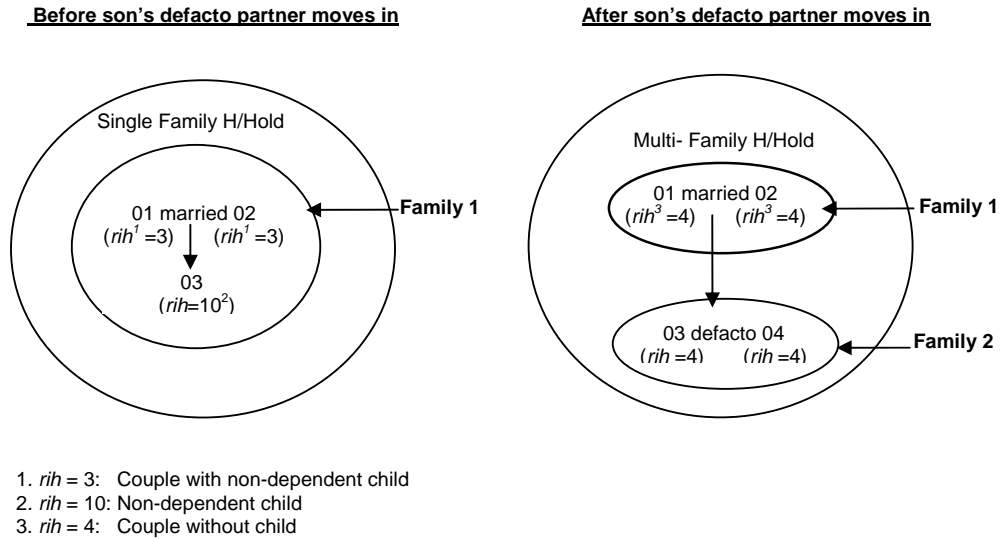 Before son's defacto partner moves in
After son's defacto partner moves in
Single Family H/Hold
01 married 02
(rih¹ =3) (rih¹ =3)
03
(rih=10²)
Family 1
Multi- Family H/Hold
01 married 02
(rih³ =4) (rih³ =4)
Family 1
03 defacto 04
(rih =4) (rih =4)
Family 2
1. rih = 3: Couple with non-dependent child
2. rih = 10: Non-dependent child
3. rih = 4: Couple without child